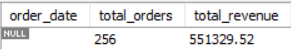 order_date total_orders total_revenue
NULL 256 551329.52